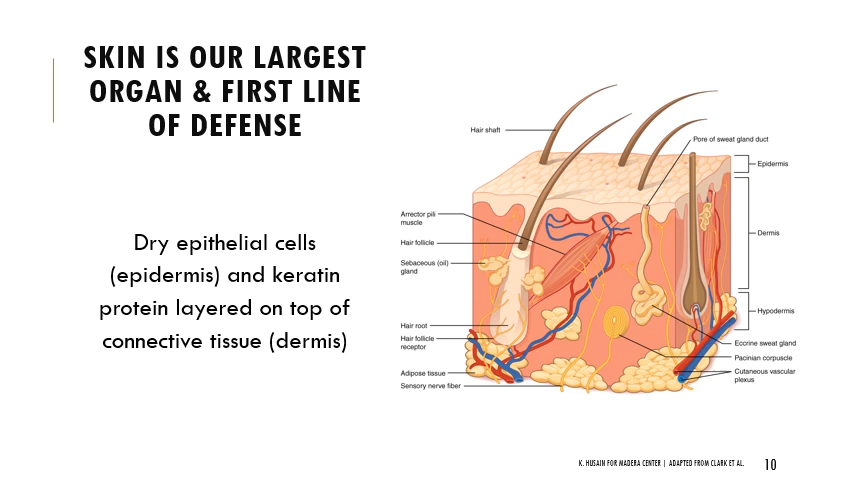 SKIN IS OUR LARGEST
ORGAN & FIRST LINE
OF DEFENSE
Dry epithelial cells
(epidermis) and keratin
protein layered on top of
connective tissue (dermis)
Hair shaft
Arrector pili
muscle
Hair follicle
Sebaceous (oil)
gland
Hair root
Hair follicle
receptor
Adipose tissue
Sensory nerve fiber
Pore of sweat gland duct
Epidermis
Dermis
Hypodermis
Eccrine sweat gland
Pacinian corpuscle
Cutaneous vascular
plexus
K. HUSAIN FOR MADERA CENTER | ADAPTED FROM CLARK ET AL.
10